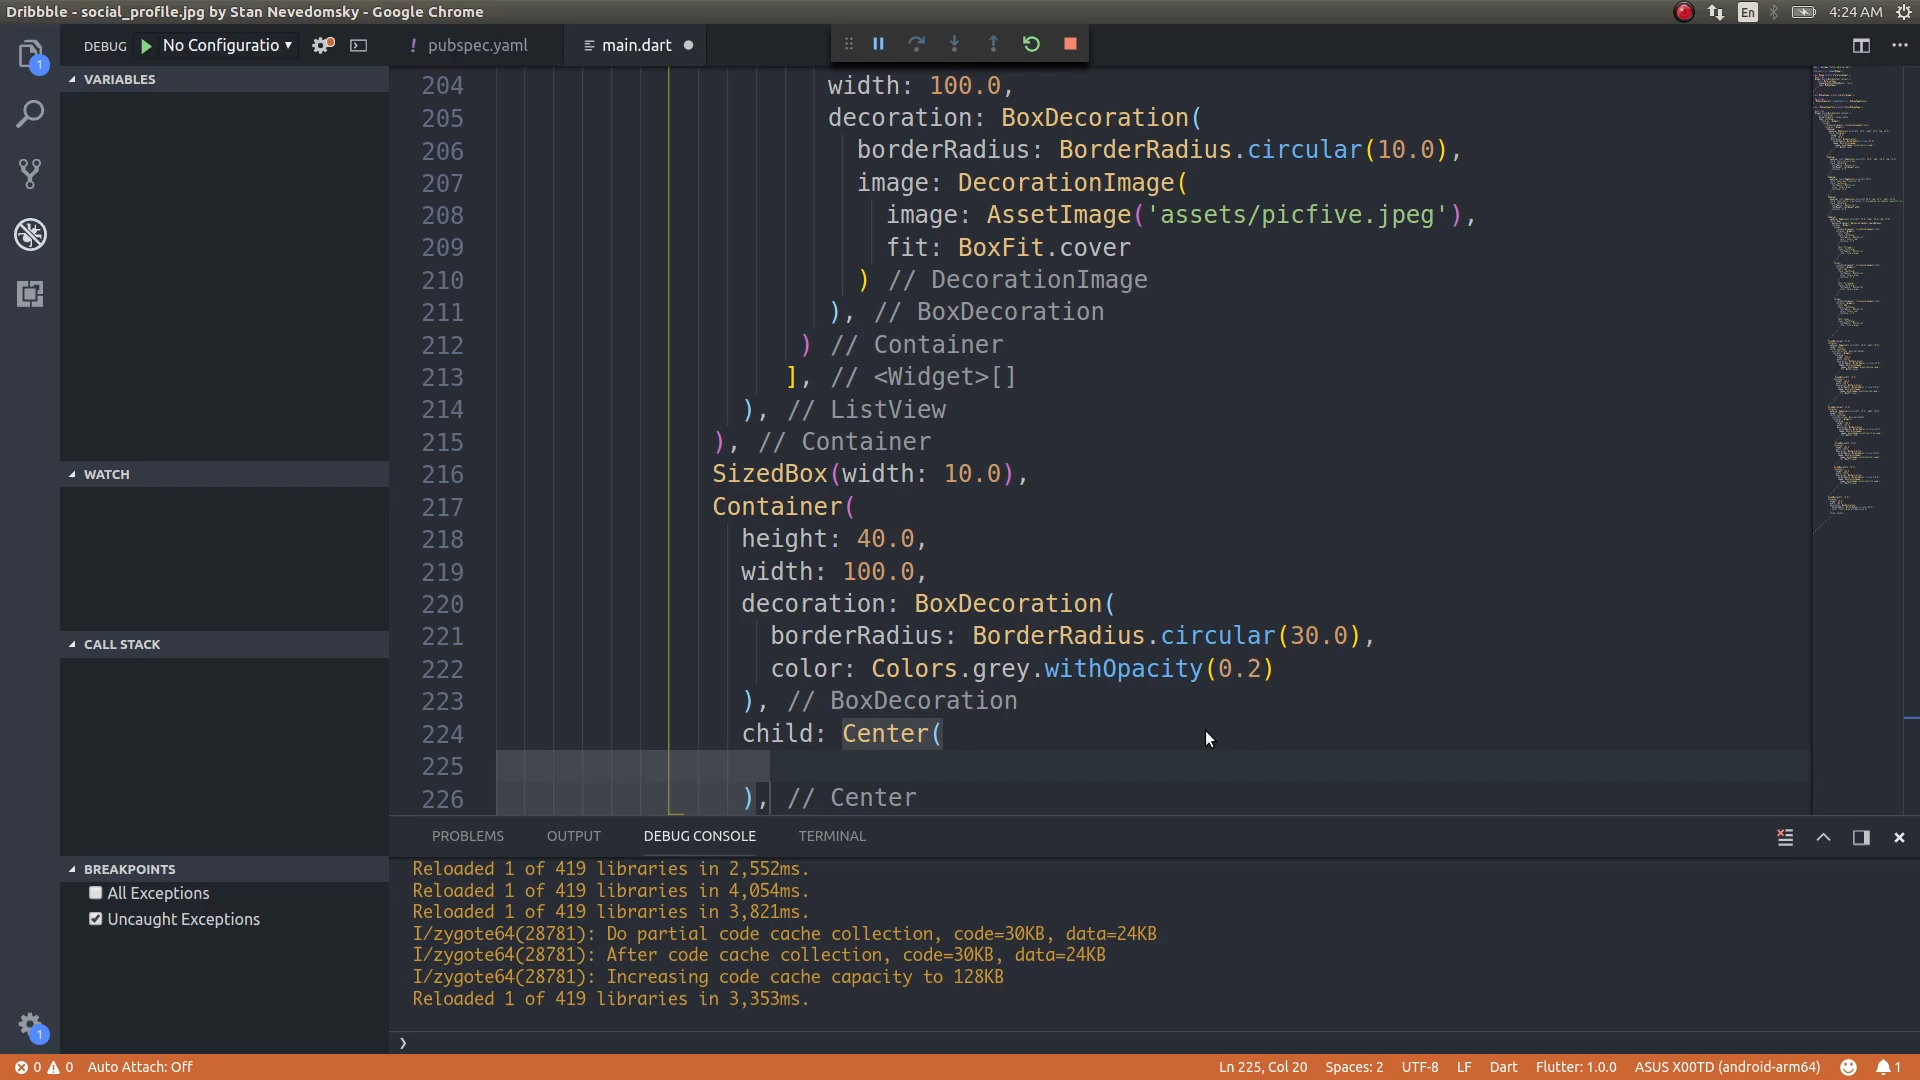 Dribbble - social_profile.jpg by Stan Nevedomsky - Google Chrome
En
4:24 AM
1
DEBUG
No Configuratio
! pubspec.yaml
main.dart
VARIABLES
WATCH
CALL STACK
BREAKPOINTS
All Exceptions
Uncaught Exceptions
1
204 width: 100.0,
205 decoration: BoxDecoration(
206 borderRadius: BorderRadius.circular(10.0),
207 image: DecorationImage(
208 image: AssetImage('assets/picfive.jpeg'),
209 fit: BoxFit.cover
210 ) // DecorationImage
211 ), // BoxDecoration
212 ) // Container
213 ], // <Widget>[]
214 ), // ListView
215 ), // Container
216 SizedBox(width: 10.0),
217 Container(
218 height: 40.0,
219 width: 100.0,
220 decoration: BoxDecoration(
221 borderRadius: BorderRadius.circular(30.0),
222 color: Colors.grey.withOpacity(0.2)
223 ), // BoxDecoration
224 child: Center(
225
226 ), // Center
PROBLEMS OUTPUT DEBUG CONSOLE TERMINAL
Reloaded 1 of 419 libraries in 2,552ms.
Reloaded 1 of 419 libraries in 4,054ms.
Reloaded 1 of 419 libraries in 3,821ms.
I/zygote64(28781): Do partial code cache collection, code=30KB, data=24KB
I/zygote64(28781): After code cache collection, code=30KB, data=24KB
I/zygote64(28781): Increasing code cache capacity to 128KB
Reloaded 1 of 419 libraries in 3,353ms.
❯
0 0 Auto Attach: Off
Ln 225, Col 20 Spaces: 2 UTF-8 LF Dart Flutter: 1.0.0 ASUS X00TD (android-arm64) 1